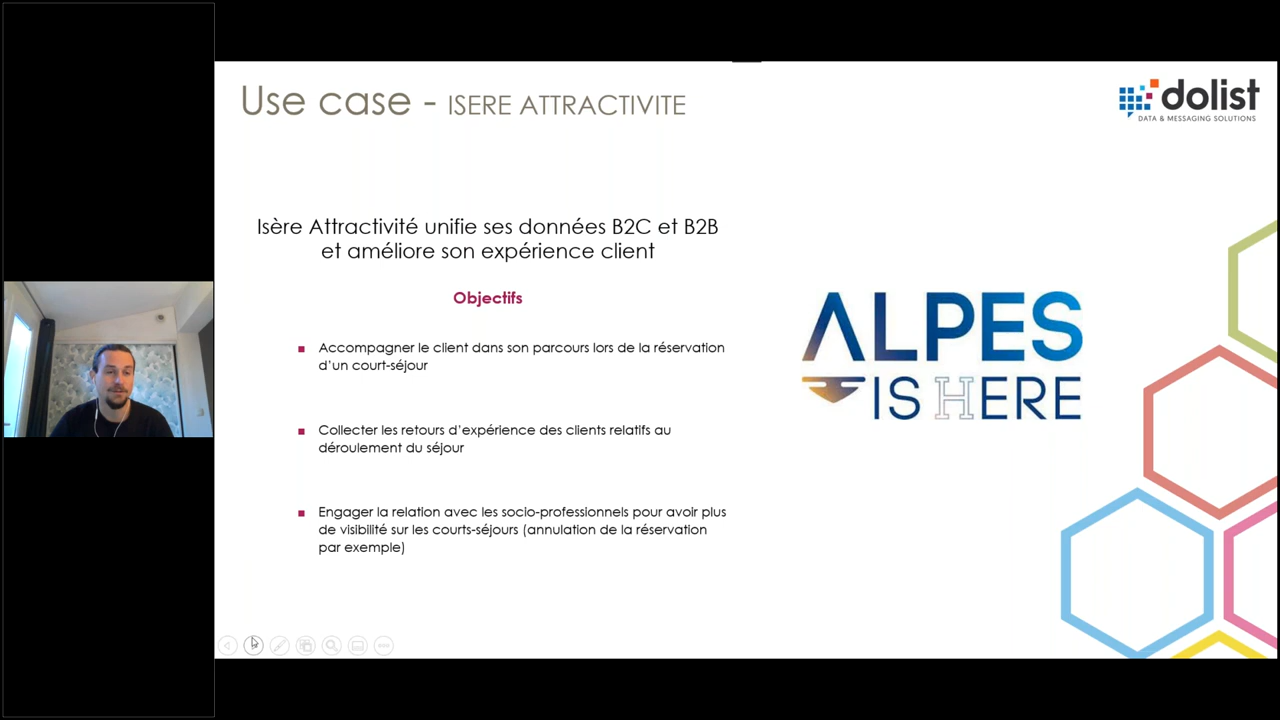 Use case - ISERE ATTRACTIVITE
dolist
DATA & MESSAGING SOLUTIONS
Isère Attractivité unifie ses données B2C et B2B
et améliore son expérience client
Objectifs
Accompagner le client dans son parcours lors de la réservation
d'un court-séjour
Collecter les retours d'expérience des clients relatifs au
déroulement du séjour
Engager la relation avec les socio-professionnels pour avoir plus
de visibilité sur les courts-séjours (annulation de la réservation
par exemple)
ALPES
IS HERE